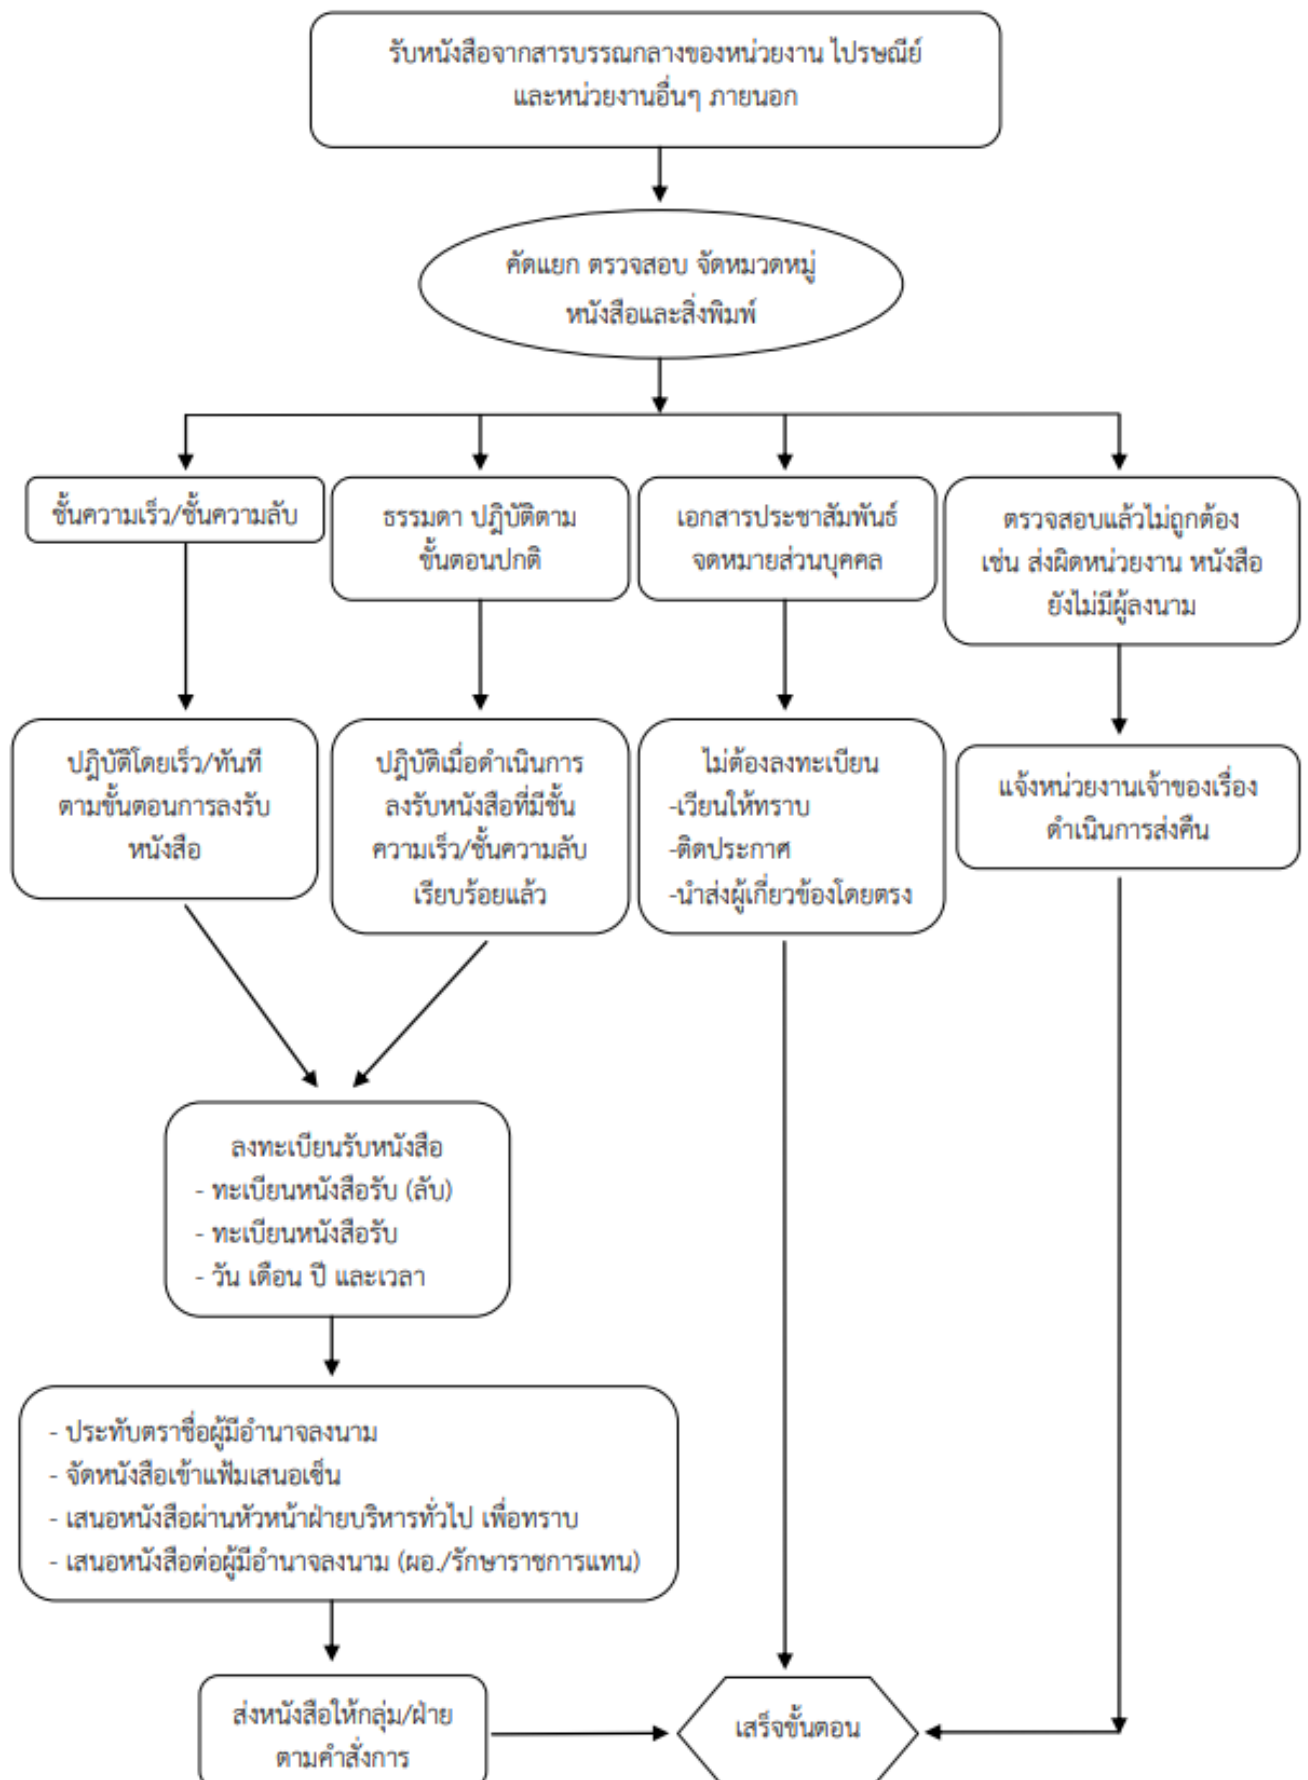 รับหนังสือจากสารบรรณกลางของหน่วยงาน ไปรษณีย์
และหน่วยงานอื่นๆ ภายนอก
คัดแยก ตรวจสอบ จัดหมวดหมู่
หนังสือและสิ่งพิมพ์
ชั้นความเร็ว/ชั้นความลับ
ธรรมดา ปฏิบัติตาม
ขั้นตอนปกติ
เอกสารประชาสัมพันธ์
จดหมายส่วนบุคคล
ตรวจสอบแล้วไม่ถูกต้อง
เช่น ส่งผิดหน่วยงาน หนังสือ
ยังไม่มีผู้ลงนาม
ปฏิบัติโดยเร็ว/ทันที
ตามขั้นตอนการลงรับ
หนังสือ
ปฏิบัติเมื่อดำเนินการ
ลงรับหนังสือที่มีชั้น
ความเร็ว/ชั้นความลับ
เรียบร้อยแล้ว
ไม่ต้องลงทะเบียน
-เวียนให้ทราบ
-ติดประกาศ
-นำส่งผู้เกี่ยวข้องโดยตรง
แจ้งหน่วยงานเจ้าของเรื่อง
ดำเนินการส่งคืน
ลงทะเบียนรับหนังสือ
- ทะเบียนหนังสือรับ (ลับ)
- ทะเบียนหนังสือรับ
- วัน เดือน ปี และเวลา
- ประทับตราชื่อผู้มีอำนาจลงนาม
- จัดหนังสือเข้าแฟ้มเสนอเซ็น
- เสนอหนังสือผ่านหัวหน้าฝ่ายบริหารทั่วไป เพื่อทราบ
- เสนอหนังสือต่อผู้มีอำนาจลงนาม (ผอ./รักษาราชการแทน)
ส่งหนังสือให้กลุ่ม/ฝ่าย
ตามคำสั่งการ
เสร็จขั้นตอน